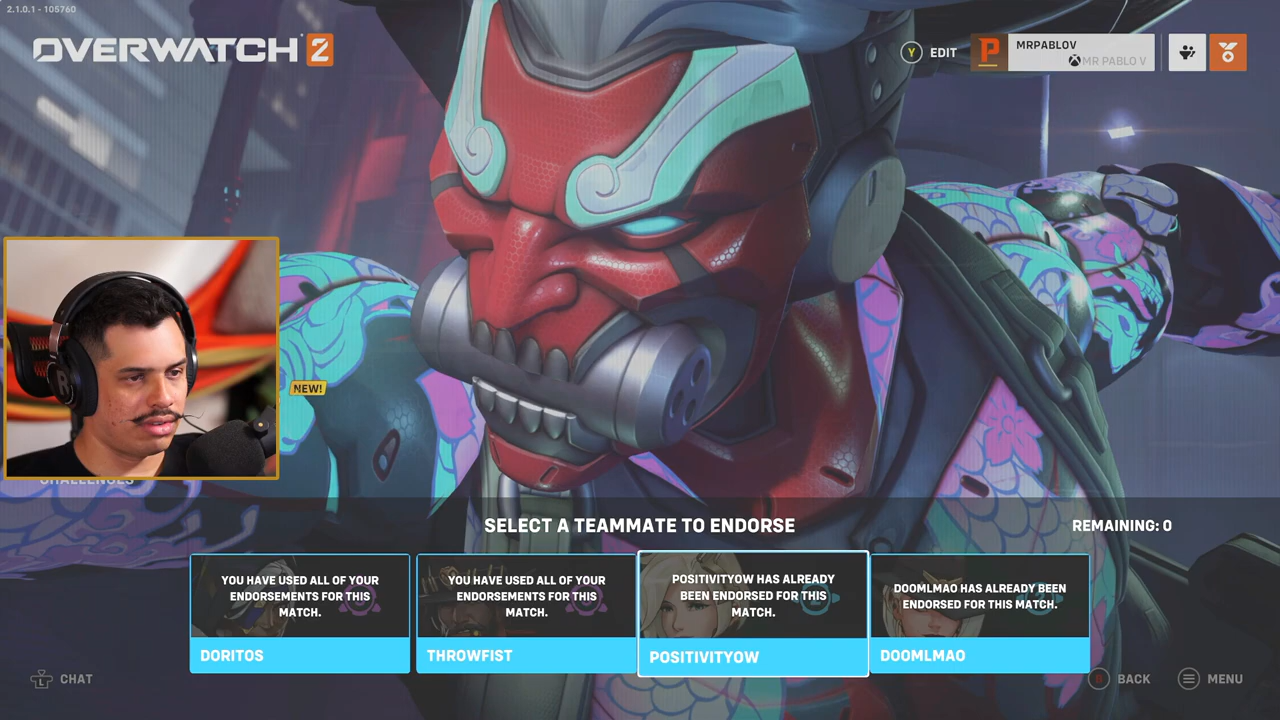 2.1.0.1 - 105760
OVERWATCH 2
Y EDIT
P
MRPABLOV
MR PABLO V
NEW!
CHALLENGES
SELECT A TEAMMATE TO ENDORSE
REMAINING: 0
YOU HAVE USED ALL OF YOUR
ENDORSEMENTS FOR THIS
MATCH.
DORITOS
YOU HAVE USED ALL OF YOUR
ENDORSEMENTS FOR THIS
MATCH.
THROWFIST
POSITIVITYOW HAS ALREADY
BEEN ENDORSED FOR THIS
MATCH.
POSITIVITYOW
DOOMLMAO HAS ALREADY BEEN
ENDORSED FOR THIS MATCH.
DOOMLMAO
L CHAT
B BACK
MENU